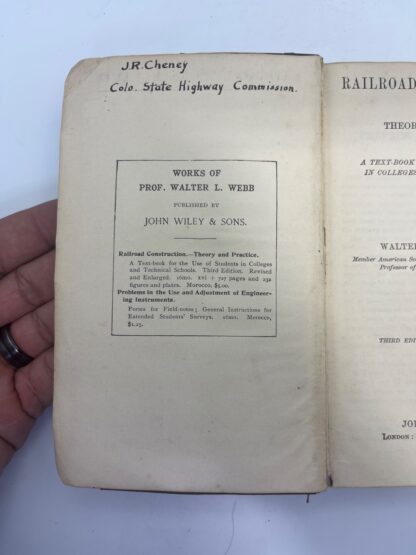 J.R. Cheney
Colo. State Highway Commission.
WORKS OF
PROF. WALTER L. WEBB
PUBLISHED BY
JOHN WILEY & SONS.
Railroad Construction.—Theory and Practice.
A Text-book for the Use of Students in Colleges
and Technical Schools. Third Edition. Revised
and Enlarged. 16mo. xvi + 727 pages and 232
figures and plates. Morocco, $5.00.
Problems in the Use and Adjustment of Engineer-
ing Instruments.
Forms for Field-notes; General Instructions for
Extended Students' Surveys. 16mo. Morocco,
$1.25.
RAILROAD
THEOR
A TEXT-BOOK
IN COLLEGES
WALTER
Member American So
Professor of
THIRD EDI
JO
LONDON: